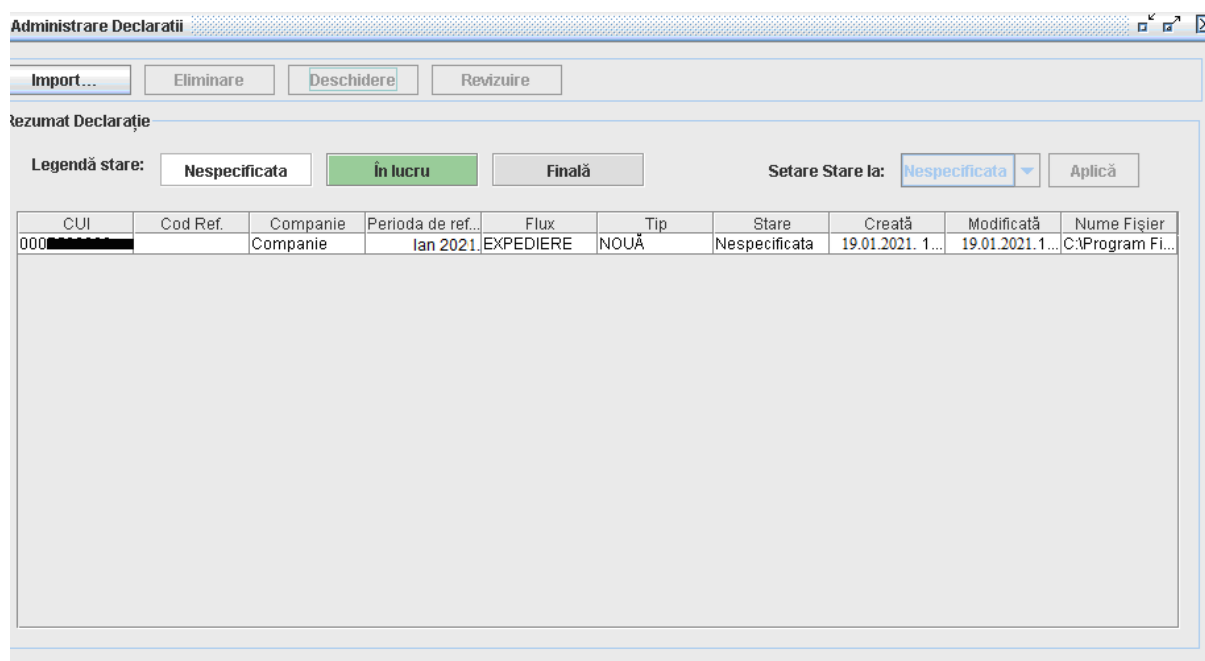 Administrare Declaratii
Import... Eliminare Deschidere Revizuire
Rezumat Declarație
Legendă stare: Nespecificata În lucru Finală Setare Stare la: Nespecificata Aplică
CUI Cod Ref. Companie Perioda de ref... Flux Tip Stare Creată Modificată Nume Fișier
000 Companie Ian 2021. EXPEDIERE NOUĂ Nespecificata 19.01.2021. 1... 19.01.2021.1... C:\Program Fi...